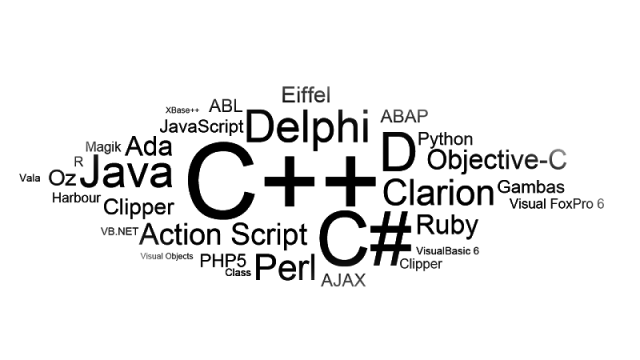 Eiffel
XBase++ ABL
JavaScript Delphi ABAP
Magik Ada C++ D Python
R Java Objective-C
Vala Oz Clarion Gambas
Harbour Clipper Visual FoxPro 6
VB.NET Action Script C# Ruby
Visual Objects PHP5 Perl VisualBasic 6
Class AJAX Clipper